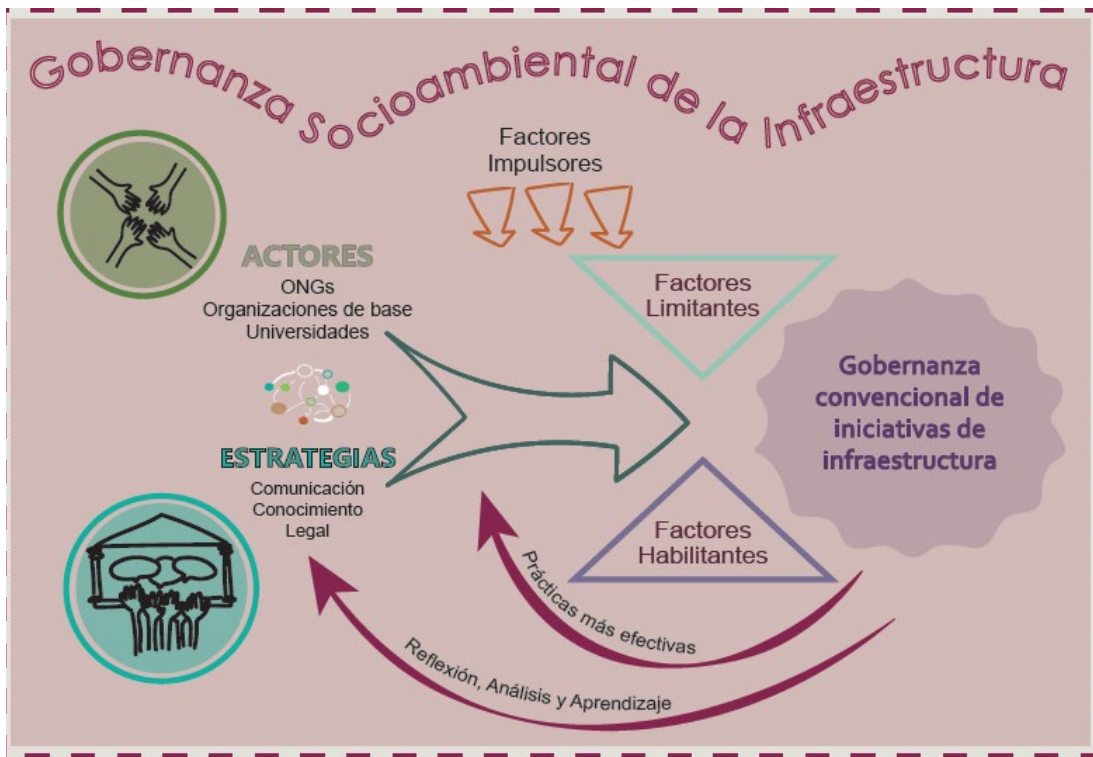 Gobernanza Socioambiental de la Infraestructura
Factores
Impulsores
ACTORES
ONGs
Organizaciones de base
Universidades
ESTRATEGIAS
Comunicación
Conocimiento
Legal
Factores
Limitantes
Factores
Habilitantes
Gobernanza
convencional de
iniciativas de
infraestructura
Prácticas más efectivas
Reflexión, Análisis y Aprendizaje